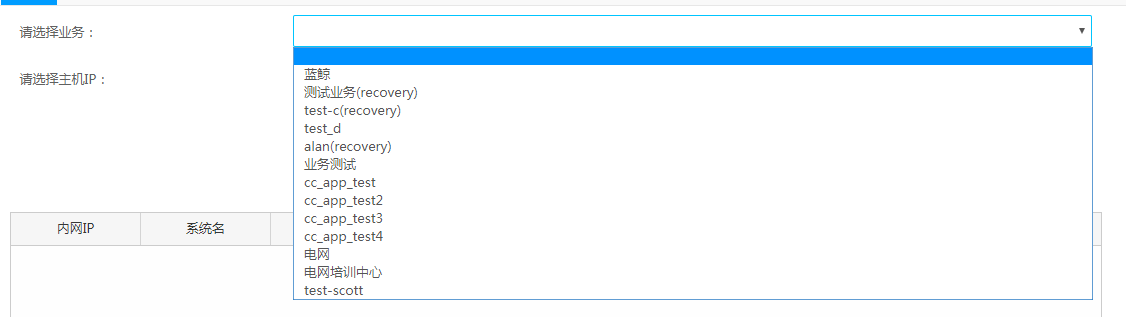 请选择业务：
请选择主机IP：
蓝鲸
测试业务(recovery)
test-c(recovery)
test_d
alan(recovery)
业务测试
cc_app_test
cc_app_test2
cc_app_test3
cc_app_test4
电网
电网培训中心
test-scott
内网IP
系统名